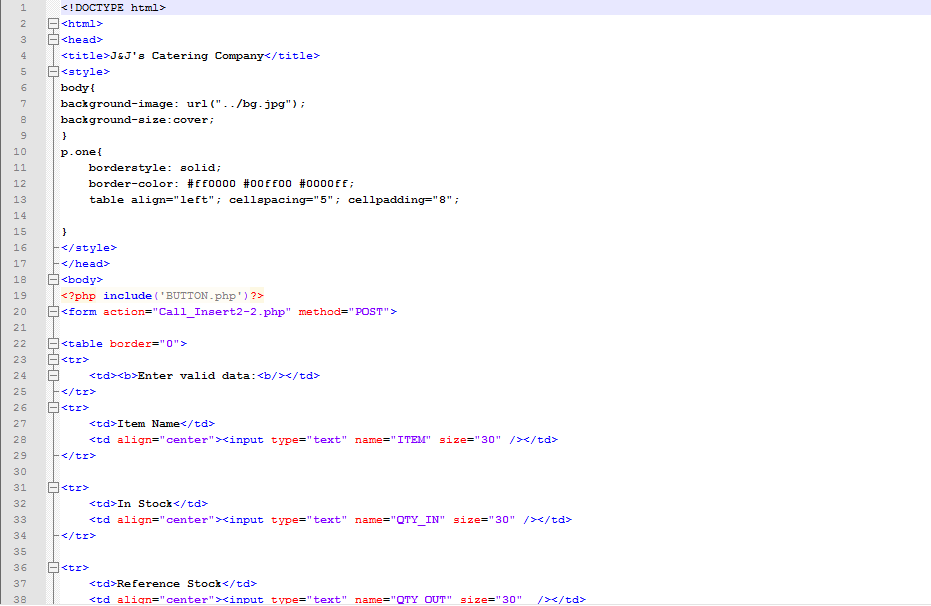 1 <!DOCTYPE html>
2 <html>
3 <head>
4 <title>J&J's Catering Company</title>
5 <style>
6 body{
7 background-image: url("../bg.jpg");
8 background-size:cover;
9 }
10 p.one{
11 borderstyle: solid;
12 border-color: #ff0000 #00ff00 #0000ff;
13 table align="left"; cellspacing="5"; cellpadding="8";
14
15 }
16 </style>
17 </head>
18 <body>
19 <?php include('BUTTON.php')?>
20 <form action="Call_Insert2-2.php" method="POST">
21
22 <table border="0">
23 <tr>
24 <td><b>Enter valid data:<b/></td>
25 </tr>
26 <tr>
27 <td>Item Name</td>
28 <td align="center"><input type="text" name="ITEM" size="30" /></td>
29 </tr>
30
31 <tr>
32 <td>In Stock</td>
33 <td align="center"><input type="text" name="QTY_IN" size="30" /></td>
34 </tr>
35
36 <tr>
37 <td>Reference Stock</td>
38 <td align="center"><input type="text" name="QTY_OUT" size="30"  /></td>